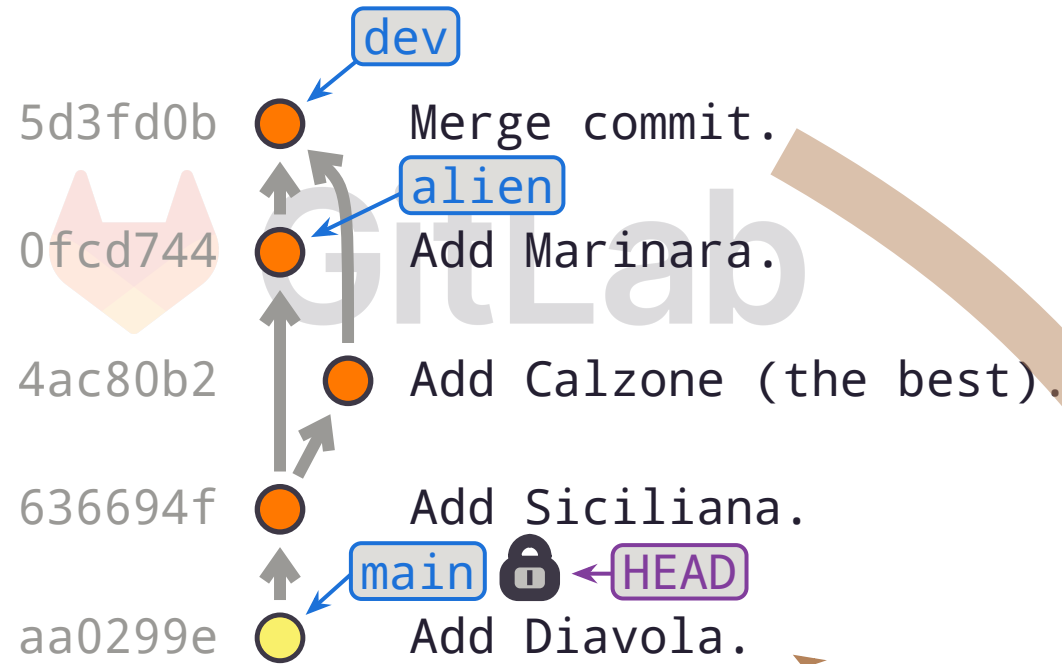 dev
5d3fd0b Merge commit.
alien
GitLab
0fcd744 Add Marinara.
4ac80b2 Add Calzone (the best).
636694f Add Siciliana.
main HEAD
aa0299e Add Diavola.